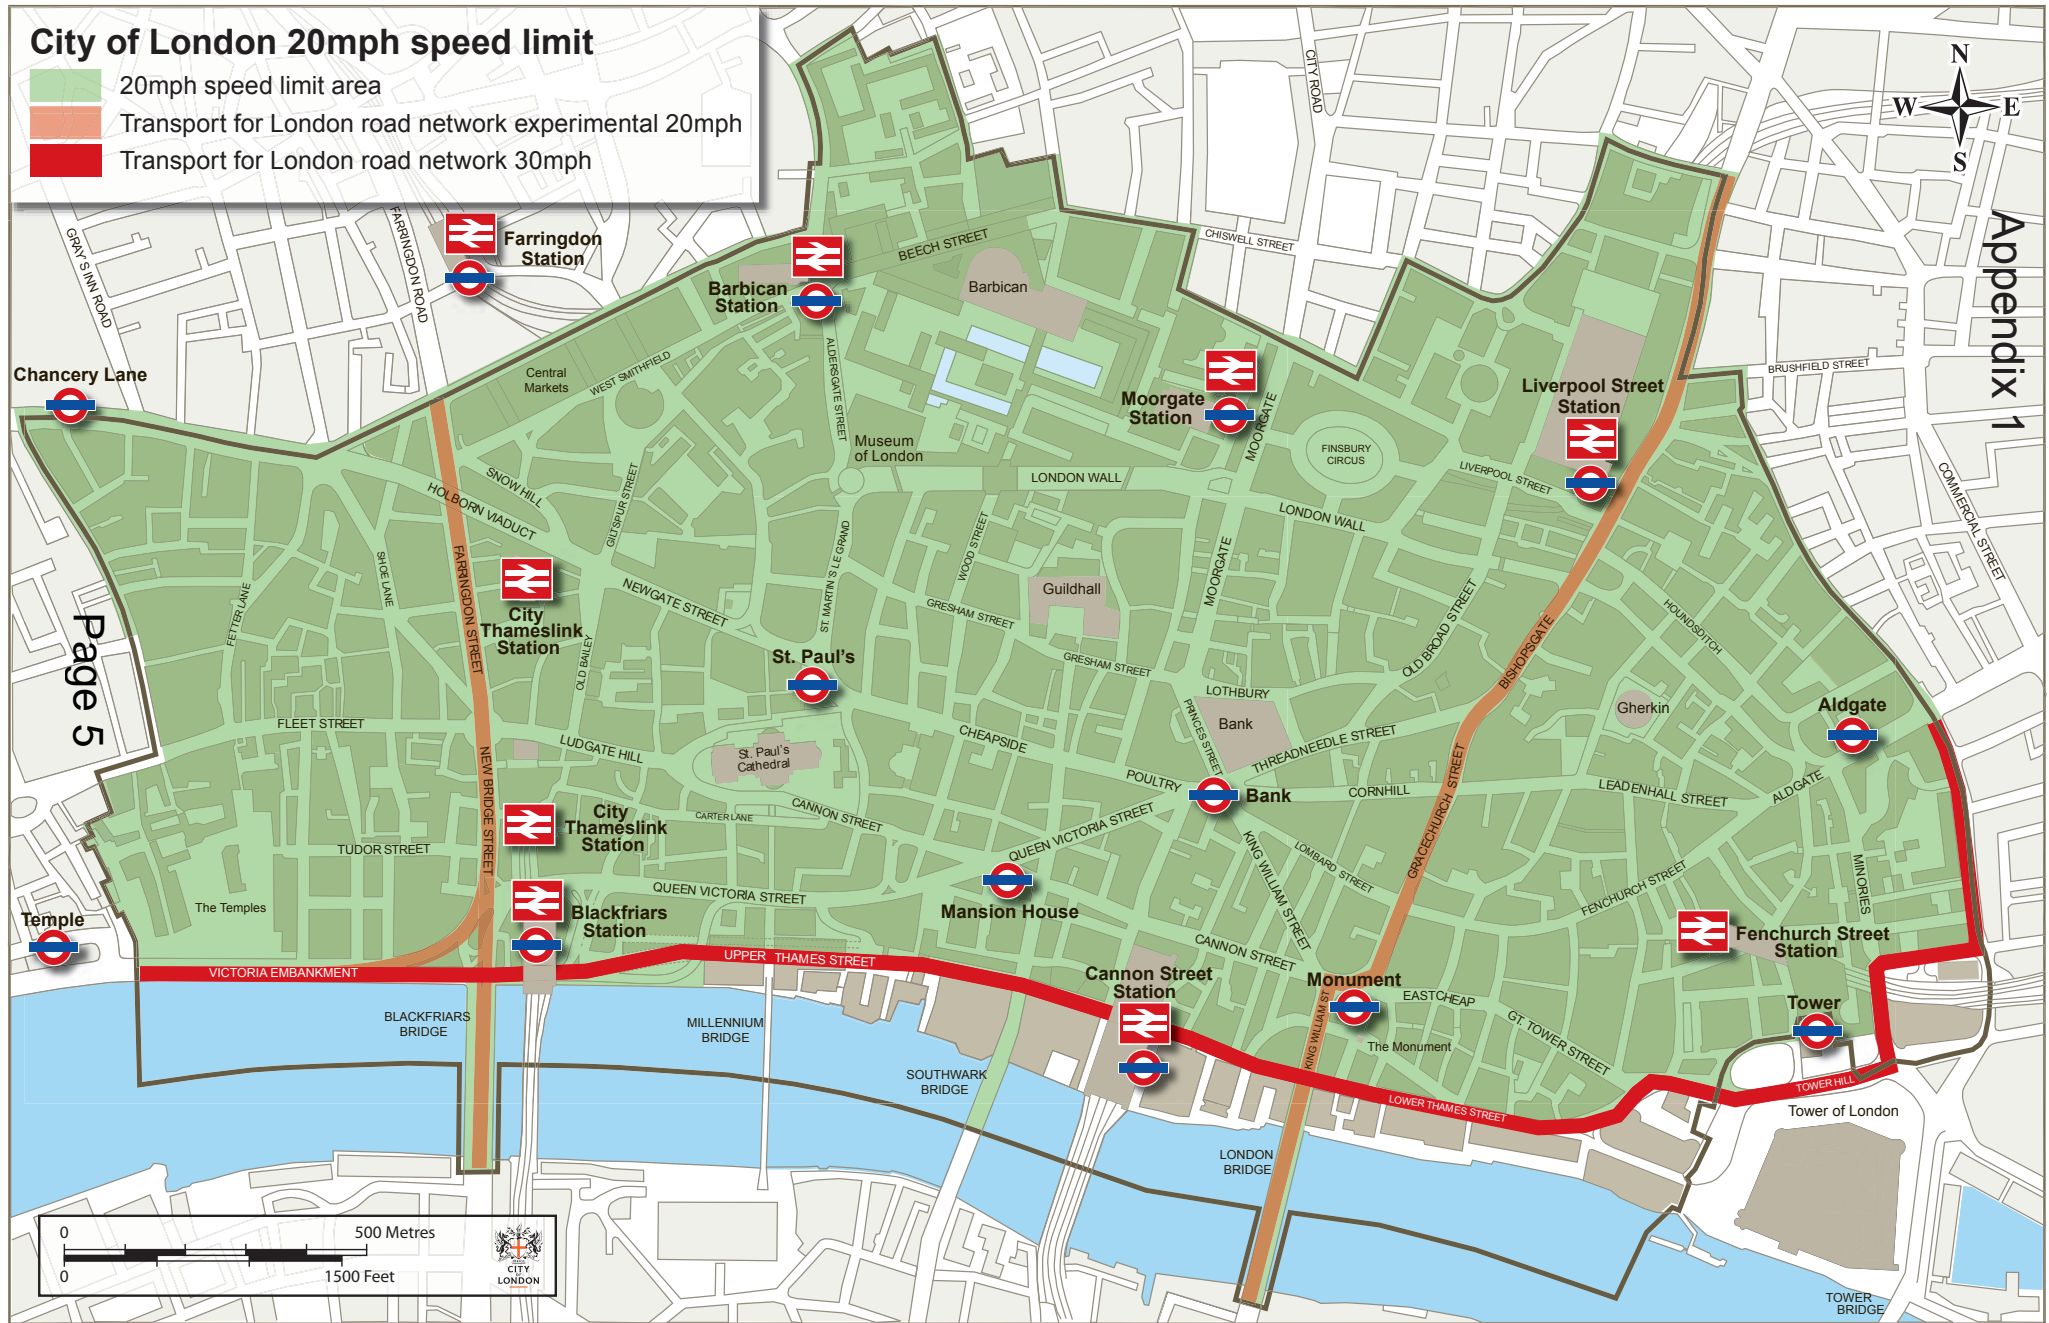 City of London 20mph speed limit
20mph speed limit area
Transport for London road network experimental 20mph
Transport for London road network 30mph
N
W
E
S
Appendix 1
Page 5
CITY ROAD
GRAY'S INN ROAD
FARRINGDON ROAD
Farringdon
Station
CHISWELL STREET
BEECH STREET
Barbican
Station
Barbican
ALDERSGATE STREET
Central
Markets
WEST SMITHFIELD
Chancery Lane
Moorgate
Station
MOORGATE
FINSBURY
CIRCUS
Liverpool Street
Station
LIVERPOOL STREET
BRUSHFIELD STREET
COMMERCIAL STREET
Museum
of London
LONDON WALL
LONDON WALL
SNOW HILL
HOLBORN VIADUCT
GILTSPUR STREET
SHOE LANE
FETTER LANE
FARRINGDON STREET
City
Thameslink
Station
OLD BAILEY
NEWGATE STREET
ST. MARTIN'S LE GRAND
WOOD STREET
GRESHAM STREET
Guildhall
GRESHAM STREET
MOORGATE
OLD BROAD STREET
BISHOPSGATE
HOUNDSDITCH
St. Paul's
LOTHBURY
PRINCES STREET
Bank
THREADNEEDLE STREET
Gherkin
Aldgate
FLEET STREET
LUDGATE HILL
St. Paul's
Cathedral
CHEAPSIDE
POULTRY
Bank
CORNHILL
LEADENHALL STREET
ALDGATE
NEW BRIDGE STREET
City
Thameslink
Station
CARTER LANE
CANNON STREET
QUEEN VICTORIA STREET
KING WILLIAM STREET
LOMBARD STREET
GRACECHURCH STREET
FENCHURCH STREET
MINORIES
TUDOR STREET
The Temples
QUEEN VICTORIA STREET
Mansion House
Temple
Blackfriars
Station
CANNON STREET
Fenchurch Street
Station
VICTORIA EMBANKMENT
UPPER THAMES STREET
Cannon Street
Station
Monument
EASTCHEAP
GT. TOWER STREET
Tower
KING WILLIAM ST
The Monument
BLACKFRIARS
BRIDGE
MILLENNIUM
BRIDGE
SOUTHWARK
BRIDGE
LOWER THAMES STREET
TOWER HILL
Tower of London
LONDON
BRIDGE
TOWER
BRIDGE
0
500 Metres
0
1500 Feet
CITY
OF
LONDON